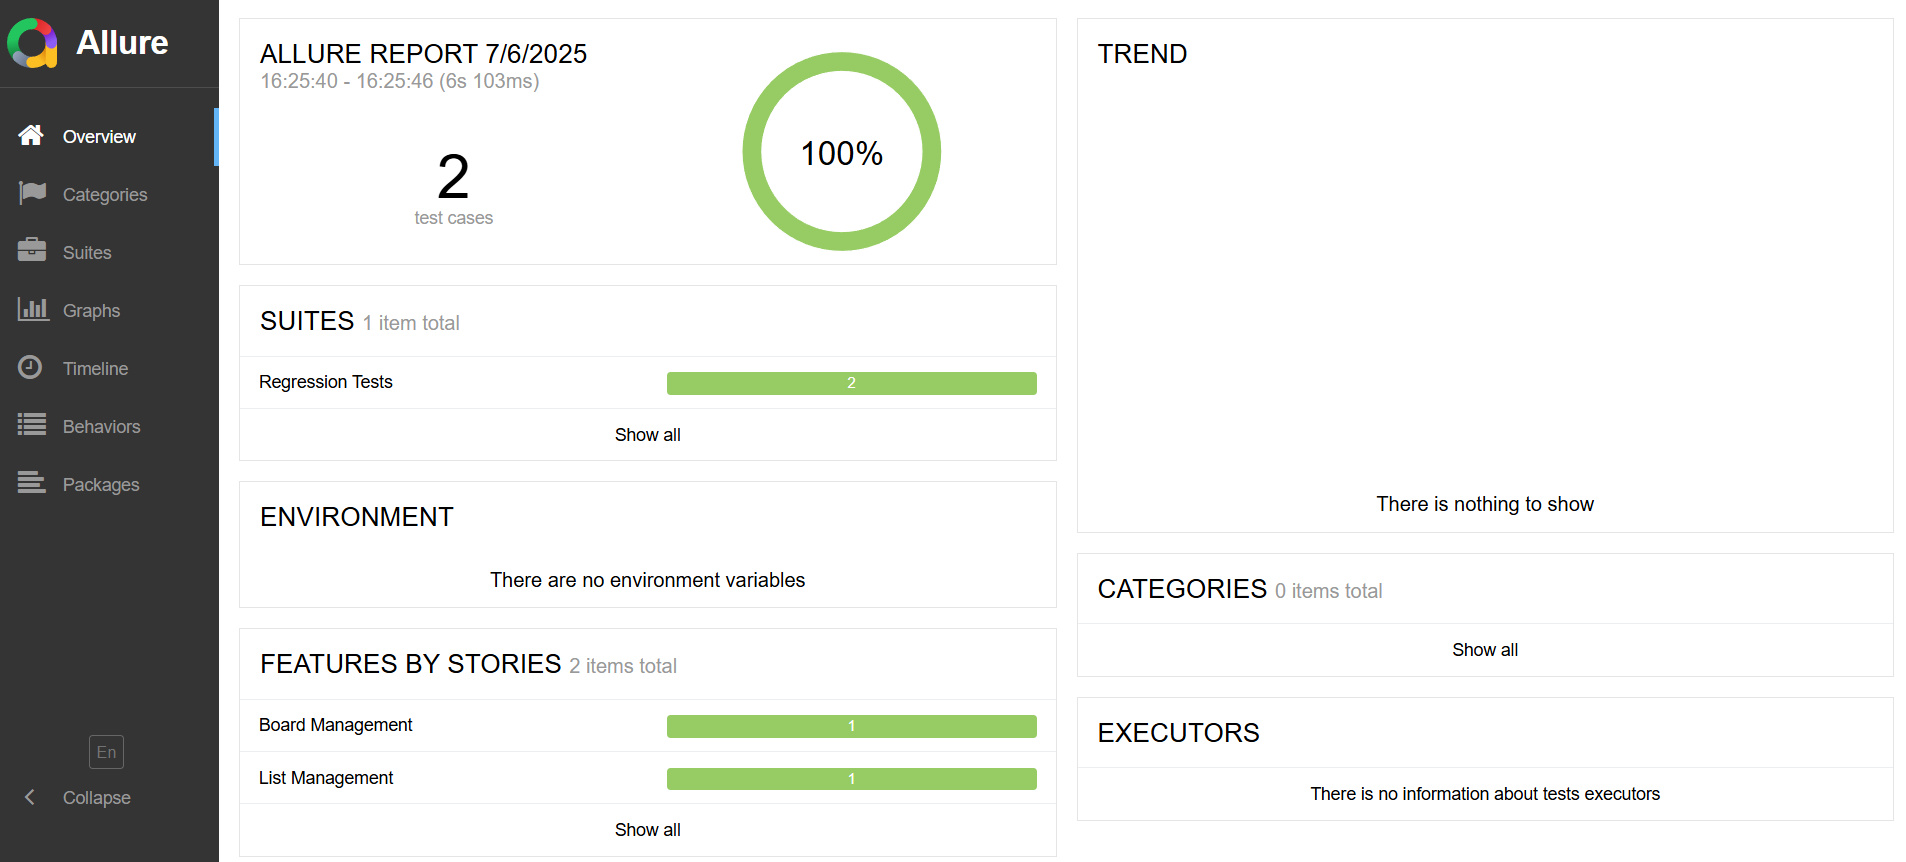 Allure
Overview
Categories
Suites
Graphs
Timeline
Behaviors
Packages
En
Collapse
ALLURE REPORT 7/6/2025
16:25:40 - 16:25:46 (6s 103ms)
2
test cases
100%
SUITES 1 item total
Regression Tests 2
Show all
ENVIRONMENT
There are no environment variables
FEATURES BY STORIES 2 items total
Board Management 1
List Management 1
Show all
TREND
There is nothing to show
CATEGORIES 0 items total
Show all
EXECUTORS
There is no information about tests executors